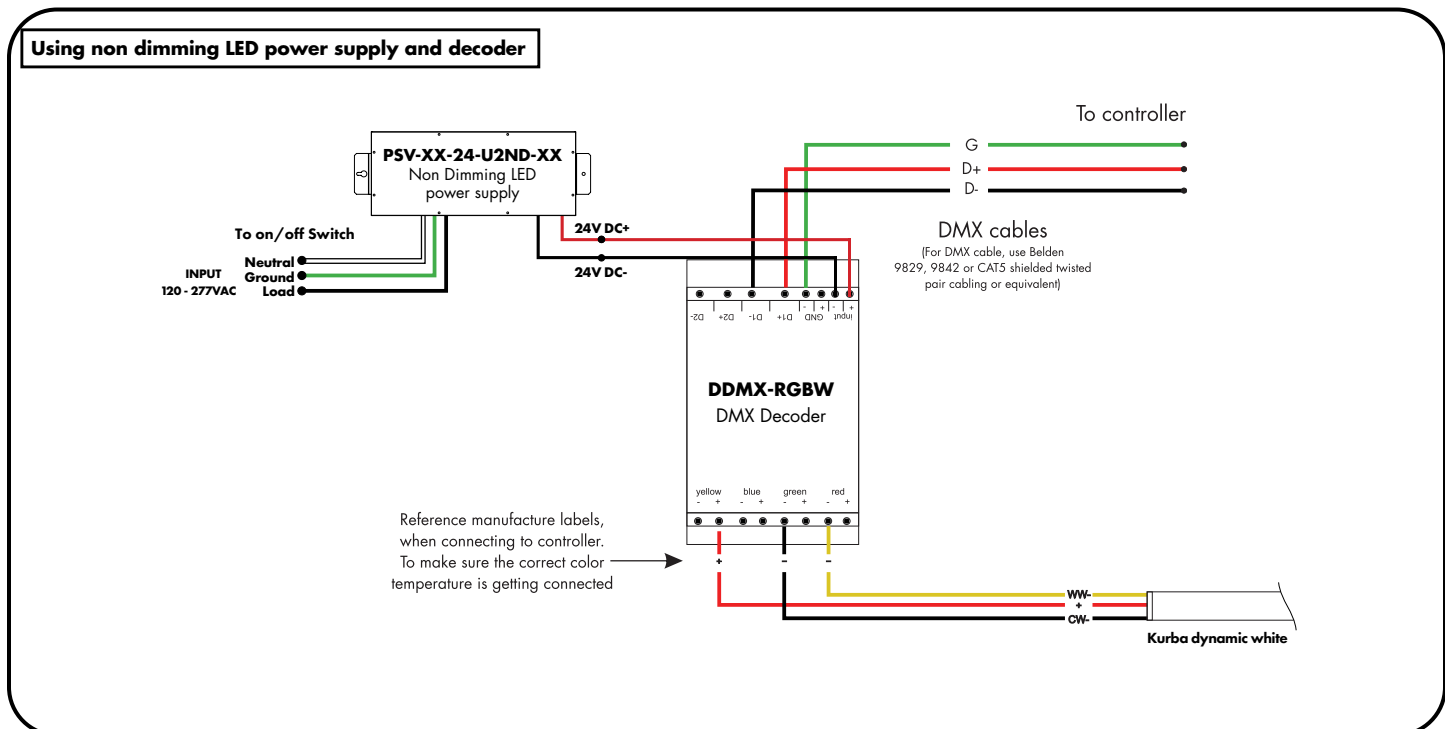 Using non dimming LED power supply and decoder
To controller
PSV-XX-24-U2ND-XX
Non Dimming LED
power supply
G
D+
D-
24V DC+
24V DC-
To on/off Switch
Neutral
Ground
Load
INPUT
120 - 277VAC
DMX cables
(For DMX cable, use Belden
9829, 9842 or CAT5 shielded twisted
pair cabling or equivalent)
- + - +
D2- D2+ D1- D1+ GND input
DDMX-RGBW
DMX Decoder
yellow blue green red
- + - + - + - +
Reference manufacture labels,
when connecting to controller.
To make sure the correct color
temperature is getting connected
+ - -
WW-
+
CW-
Kurba dynamic white